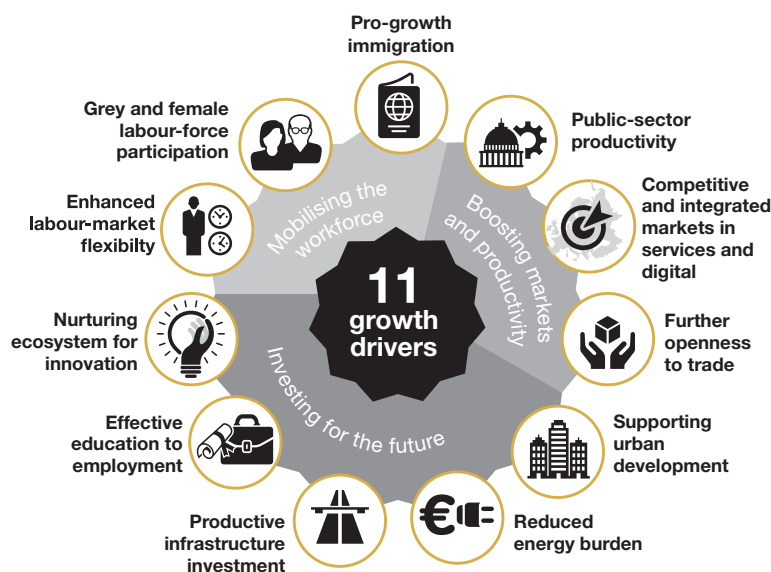 Pro-growth
immigration
Grey and female
labour-force
participation
Public-sector
productivity
Enhanced
labour-market
flexibilty
Competitive
and integrated
markets in
services and
digital
Mobilising the
workforce
Boosting markets
and productivity
11
growth
drivers
Nurturing
ecosystem for
innovation
Further
openness
to trade
Investing for the future
Effective
education to
employment
Supporting
urban
development
Productive
infrastructure
investment
€
Reduced
energy burden